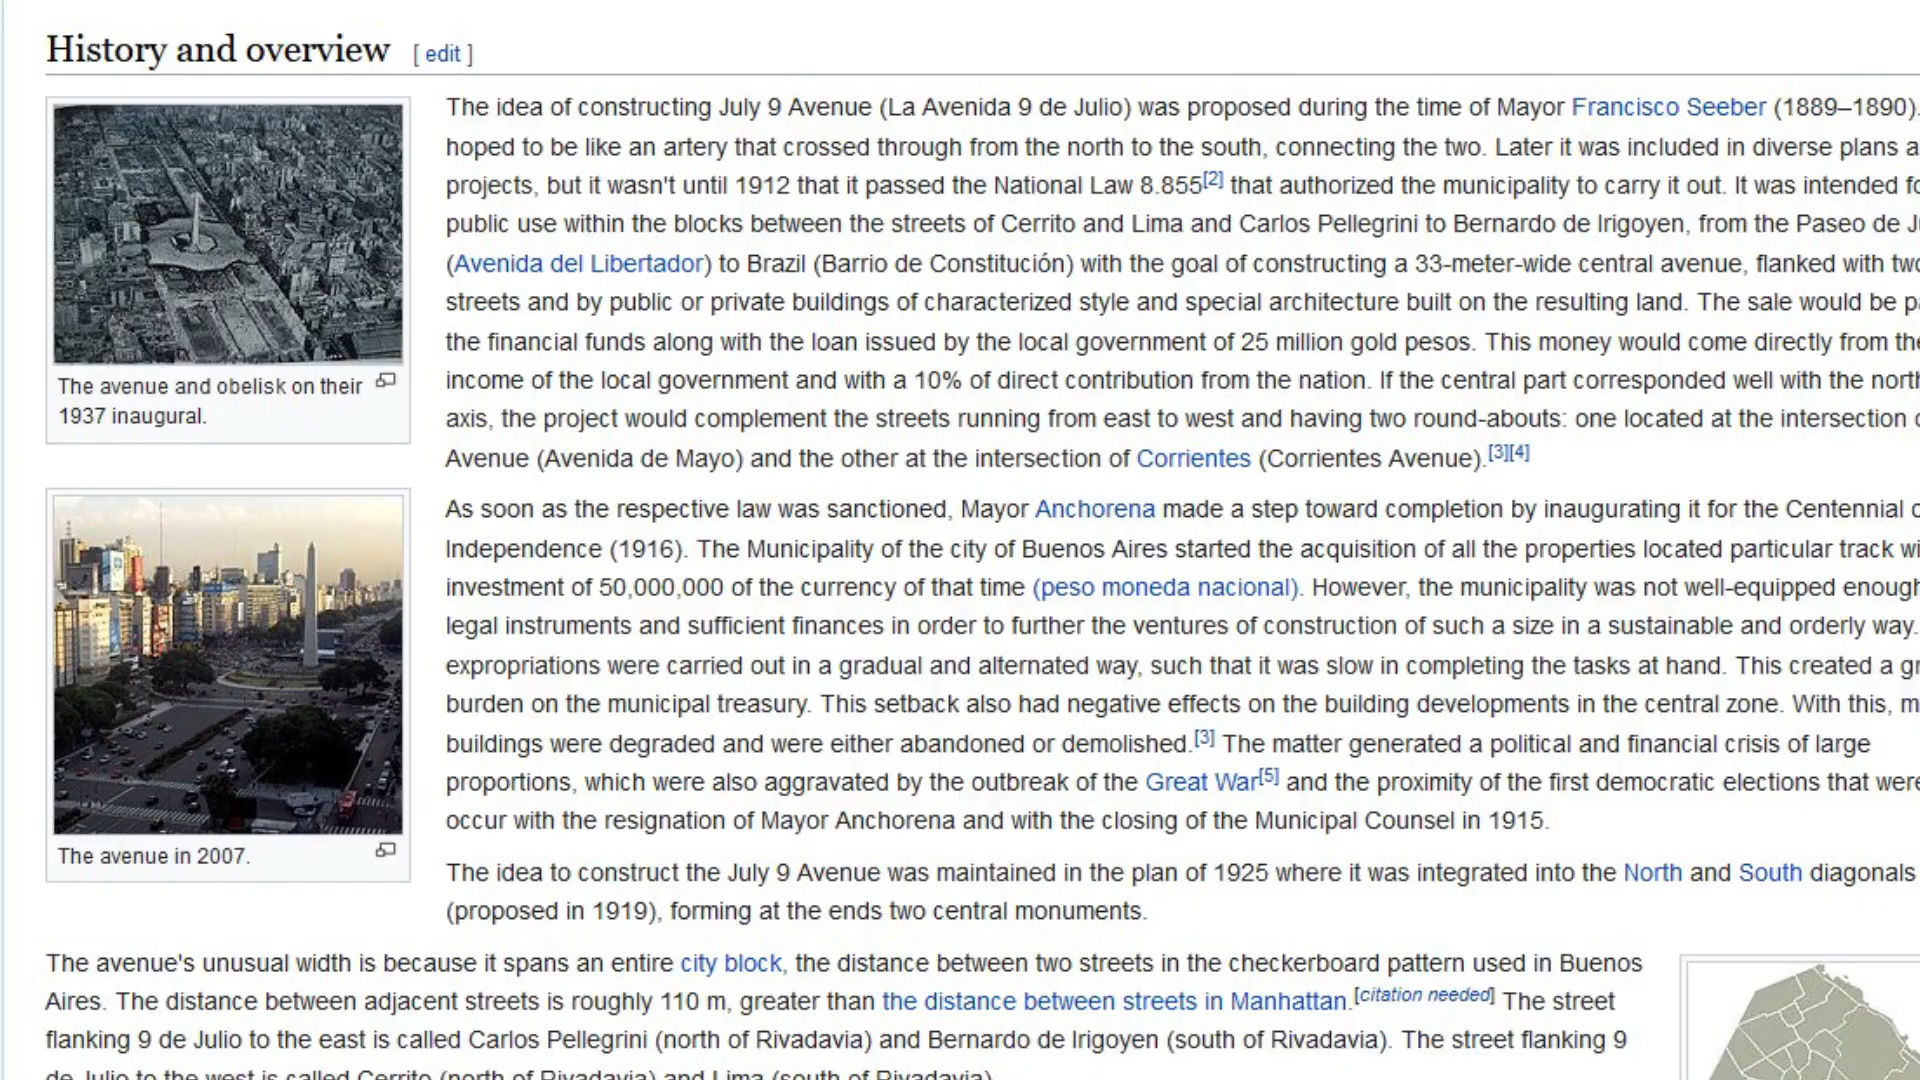 History and overview [ edit ]
The idea of constructing July 9 Avenue (La Avenida 9 de Julio) was proposed during the time of Mayor Francisco Seeber (1889–1890).
hoped to be like an artery that crossed through from the north to the south, connecting the two. Later it was included in diverse plans
projects, but it wasn't until 1912 that it passed the National Law 8.855[2] that authorized the municipality to carry it out. It was intended
public use within the blocks between the streets of Cerrito and Lima and Carlos Pellegrini to Bernardo de Irigoyen, from the Paseo de
(Avenida del Libertador) to Brazil (Barrio de Constitución) with the goal of constructing a 33-meter-wide central avenue, flanked with two
streets and by public or private buildings of characterized style and special architecture built on the resulting land. The sale would be
the financial funds along with the loan issued by the local government of 25 million gold pesos. This money would come directly from the
income of the local government and with a 10% of direct contribution from the nation. If the central part corresponded well with the north
axis, the project would complement the streets running from east to west and having two round-abouts: one located at the intersection
Avenue (Avenida de Mayo) and the other at the intersection of Corrientes (Corrientes Avenue).[3][4]
The avenue and obelisk on their
1937 inaugural.
As soon as the respective law was sanctioned, Mayor Anchorena made a step toward completion by inaugurating it for the Centennial
Independence (1916). The Municipality of the city of Buenos Aires started the acquisition of all the properties located particular track
investment of 50,000,000 of the currency of that time (peso moneda nacional). However, the municipality was not well-equipped enough
legal instruments and sufficient finances in order to further the ventures of construction of such a size in a sustainable and orderly way.
expropriations were carried out in a gradual and alternated way, such that it was slow in completing the tasks at hand. This created a
burden on the municipal treasury. This setback also had negative effects on the building developments in the central zone. With this,
buildings were degraded and were either abandoned or demolished.[3] The matter generated a political and financial crisis of large
proportions, which were also aggravated by the outbreak of the Great War[5] and the proximity of the first democratic elections that were
occur with the resignation of Mayor Anchorena and with the closing of the Municipal Counsel in 1915.
The avenue in 2007.
The idea to construct the July 9 Avenue was maintained in the plan of 1925 where it was integrated into the North and South diagonals
(proposed in 1919), forming at the ends two central monuments.
The avenue's unusual width is because it spans an entire city block, the distance between two streets in the checkerboard pattern used in Buenos
Aires. The distance between adjacent streets is roughly 110 m, greater than the distance between streets in Manhattan.[citation needed] The street
flanking 9 de Julio to the east is called Carlos Pellegrini (north of Rivadavia) and Bernardo de Irigoyen (south of Rivadavia). The street flanking 9
de Julio to the west is called Cerrito (north of Rivadavia) and Lima (south of Rivadavia).